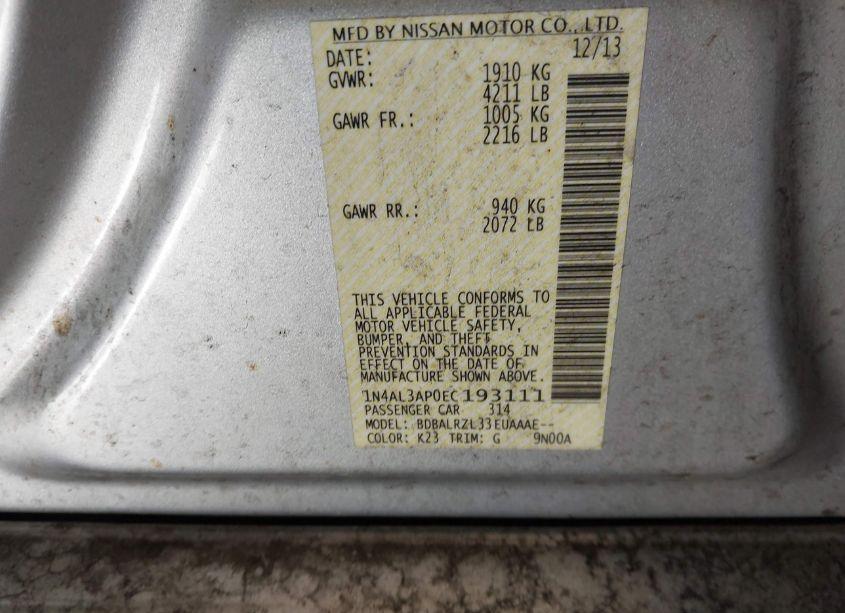 MFD BY NISSAN MOTOR CO., LTD.
DATE: 12/13
GVWR: 1910 KG
4211 LB
GAWR FR.: 1005 KG
2216 LB
GAWR RR.: 940 KG
2072 LB
THIS VEHICLE CONFORMS TO
ALL APPLICABLE FEDERAL
MOTOR VEHICLE SAFETY,
BUMPER, AND THEFT
PREVENTION STANDARDS IN
EFFECT ON THE DATE OF
MANUFACTURE SHOWN ABOVE.
1N4AL3AP0EC193111
PASSENGER CAR 314
MODEL: BDBALRZL33EUAAAE--
COLOR: K23 TRIM: G 9N00A